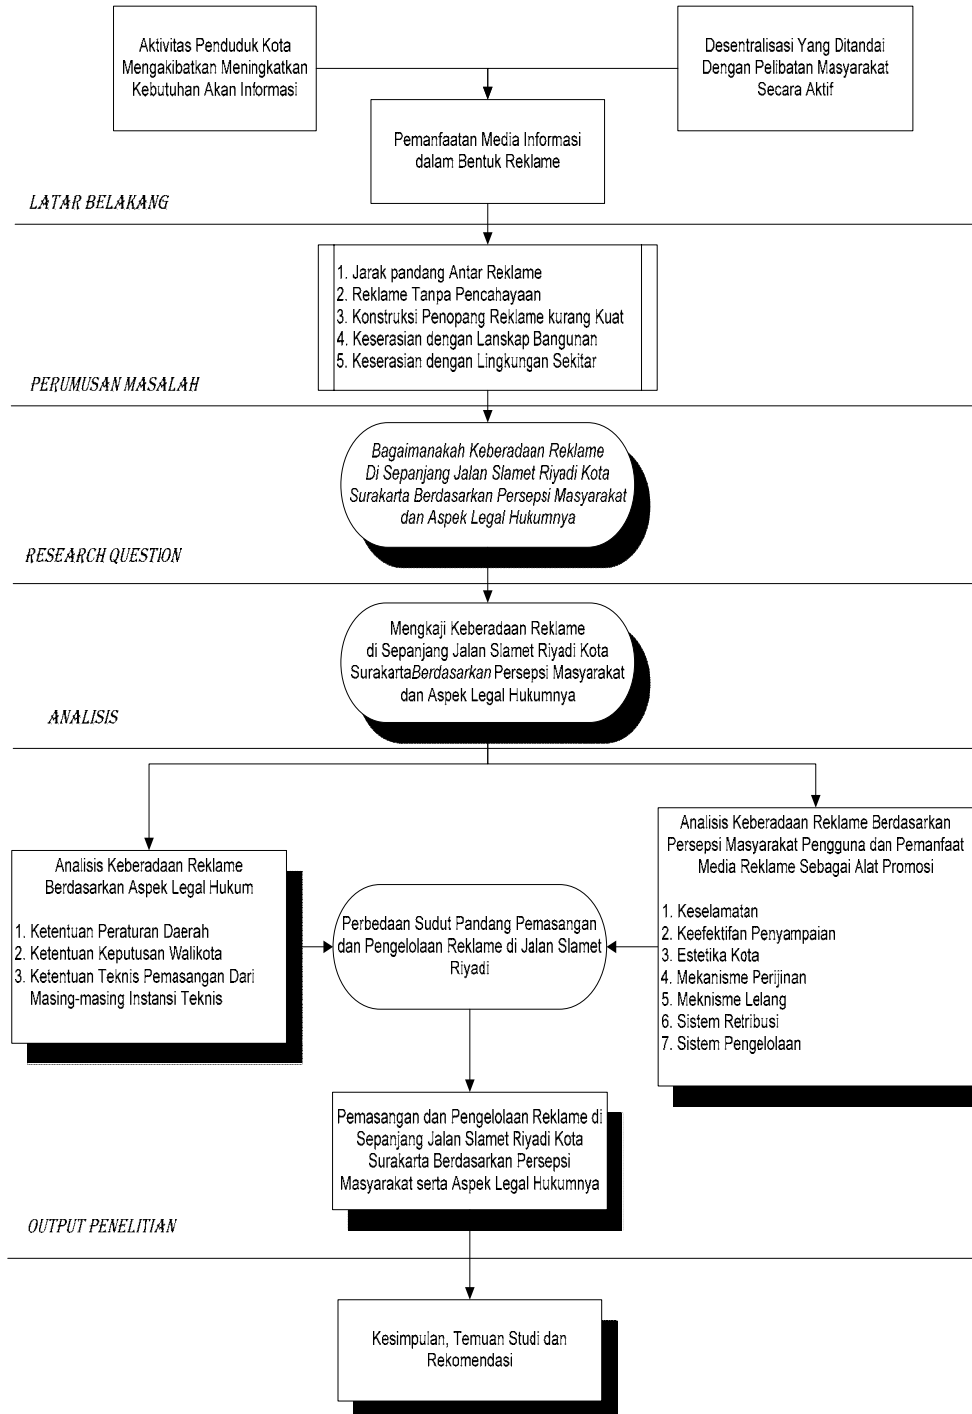 Aktivitas Penduduk Kota
Mengakibatkan Meningkatkan
Kebutuhan Akan Informasi
Desentralisasi Yang Ditandai
Dengan Pelibatan Masyarakat
Secara Aktif
Pemanfaatan Media Informasi
dalam Bentuk Reklame
LATAR BELAKANG
1. Jarak pandang Antar Reklame
2. Reklame Tanpa Pencahayaan
3. Konstruksi Penopang Reklame kurang Kuat
4. Keserasian dengan Lanskap Bangunan
5. Keserasian dengan Lingkungan Sekitar
PERUMUSAN MASALAH
Bagaimanakah Keberadaan Reklame
Di Sepanjang Jalan Slamet Riyadi Kota
Surakarta Berdasarkan Persepsi Masyarakat
dan Aspek Legal Hukumnya
RESEARCH QUESTION
Mengkaji Keberadaan Reklame
di Sepanjang Jalan Slamet Riyadi Kota
SurakartaBerdasarkan Persepsi Masyarakat
dan Aspek Legal Hukumnya
ANALISIS
Analisis Keberadaan Reklame
Berdasarkan Aspek Legal Hukum
1. Ketentuan Peraturan Daerah
2. Ketentuan Keputusan Walikota
3. Ketentuan Teknis Pemasangan Dari
Masing-masing Instansi Teknis
Perbedaan Sudut Pandang Pemasangan
dan Pengelolaan Reklame di Jalan Slamet
Riyadi
Analisis Keberadaan Reklame Berdasarkan
Persepsi Masyarakat Pengguna dan Pemanfaat
Media Reklame Sebagai Alat Promosi
1. Keselamatan
2. Keefektifan Penyampaian
3. Estetika Kota
4. Mekanisme Perijinan
5. Meknisme Lelang
6. Sistem Retribusi
7. Sistem Pengelolaan
Pemasangan dan Pengelolaan Reklame di
Sepanjang Jalan Slamet Riyadi Kota
Surakarta Berdasarkan Persepsi
Masyarakat serta Aspek Legal Hukumnya
OUTPUT PENELITIAN
Kesimpulan, Temuan Studi dan
Rekomendasi